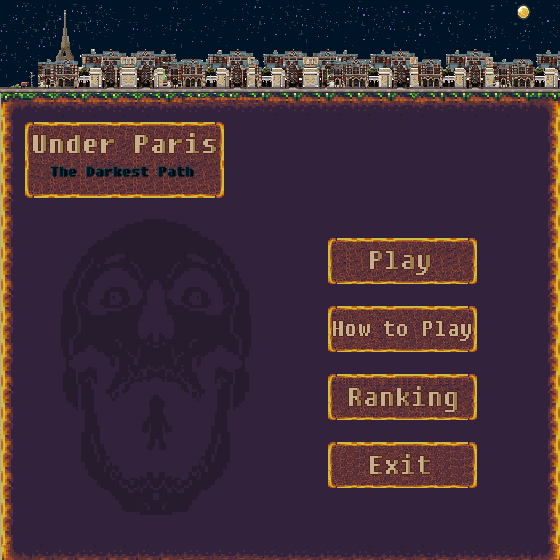 Under Paris
The Darkest Path
Play
How to Play
Ranking
Exit